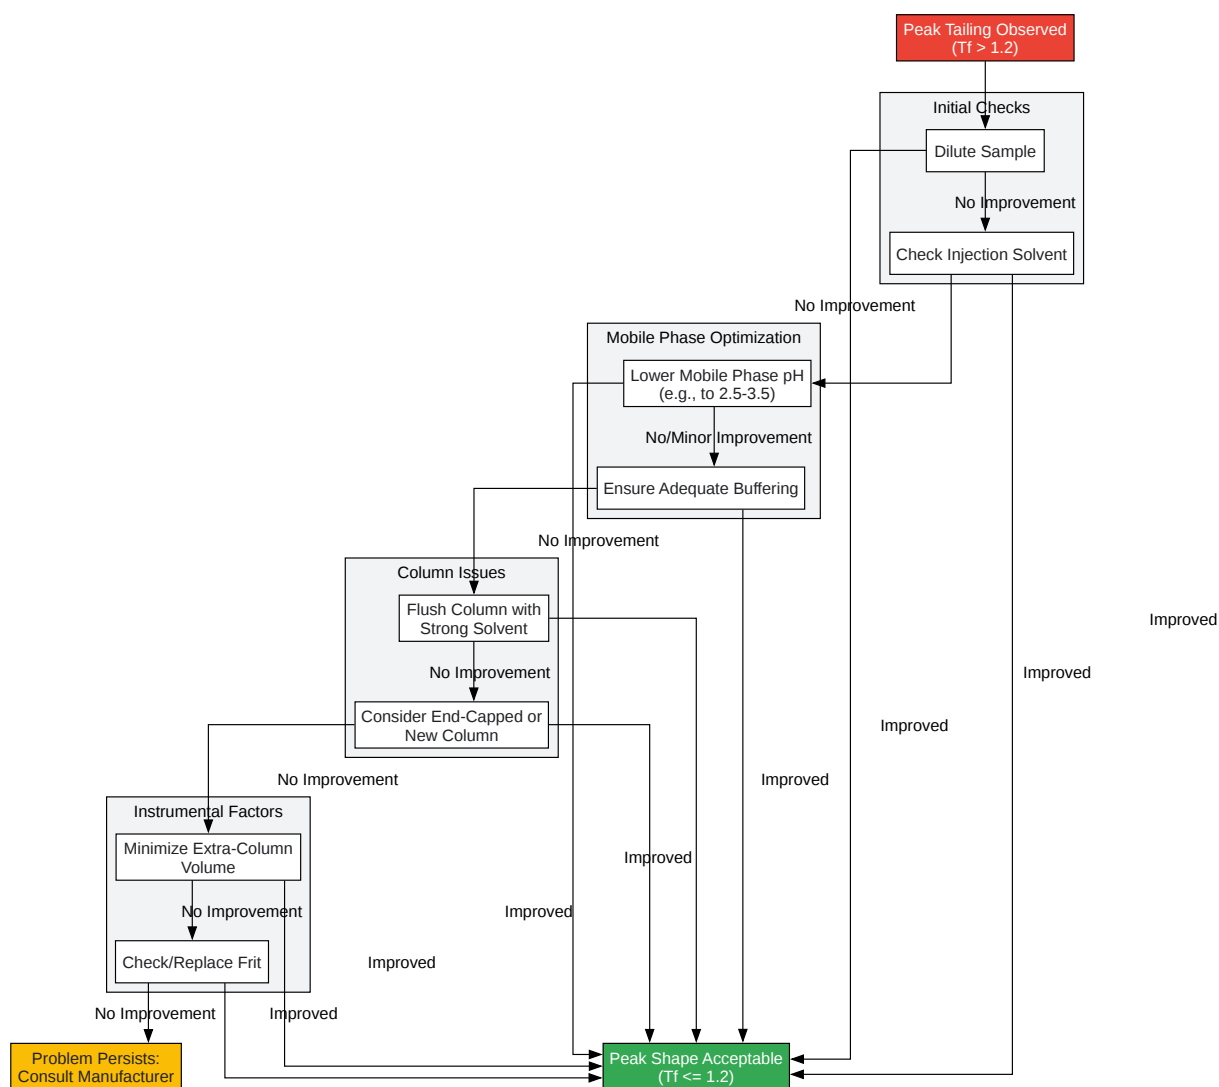 Peak Tailing Observed
(Tf > 1.2)
Initial Checks
Dilute Sample
No Improvement
Check Injection Solvent
No Improvement
Mobile Phase Optimization
Lower Mobile Phase pH
(e.g., to 2.5-3.5)
No/Minor Improvement
Ensure Adequate Buffering
No Improvement
Column Issues
Flush Column with
Strong Solvent
Improved
No Improvement
Improved
Consider End-Capped or
New Column
Improved
No Improvement
Improved
Instrumental Factors
Minimize Extra-Column
Volume
Improved
No Improvement
Improved
Check/Replace Frit
Improved
No Improvement
Improved
Problem Persists:
Consult Manufacturer
Peak Shape Acceptable
(Tf <= 1.2)